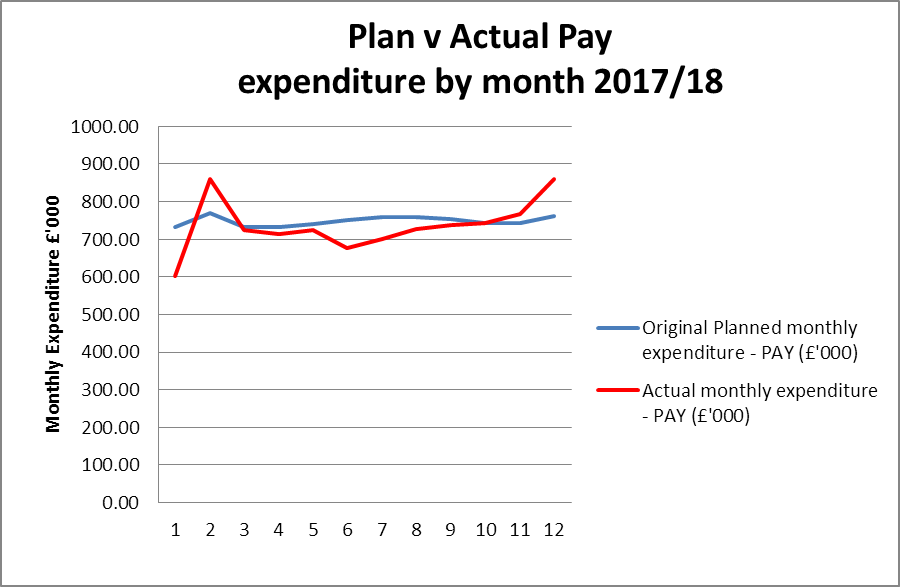 Plan v Actual Pay
expenditure by month 2017/18
Monthly Expenditure £'000
1000.00
900.00
800.00
700.00
600.00
500.00
400.00
300.00
200.00
100.00
0.00
1 2 3 4 5 6 7 8 9 10 11 12
Original Planned monthly
expenditure - PAY (£'000)
Actual monthly expenditure
- PAY (£'000)